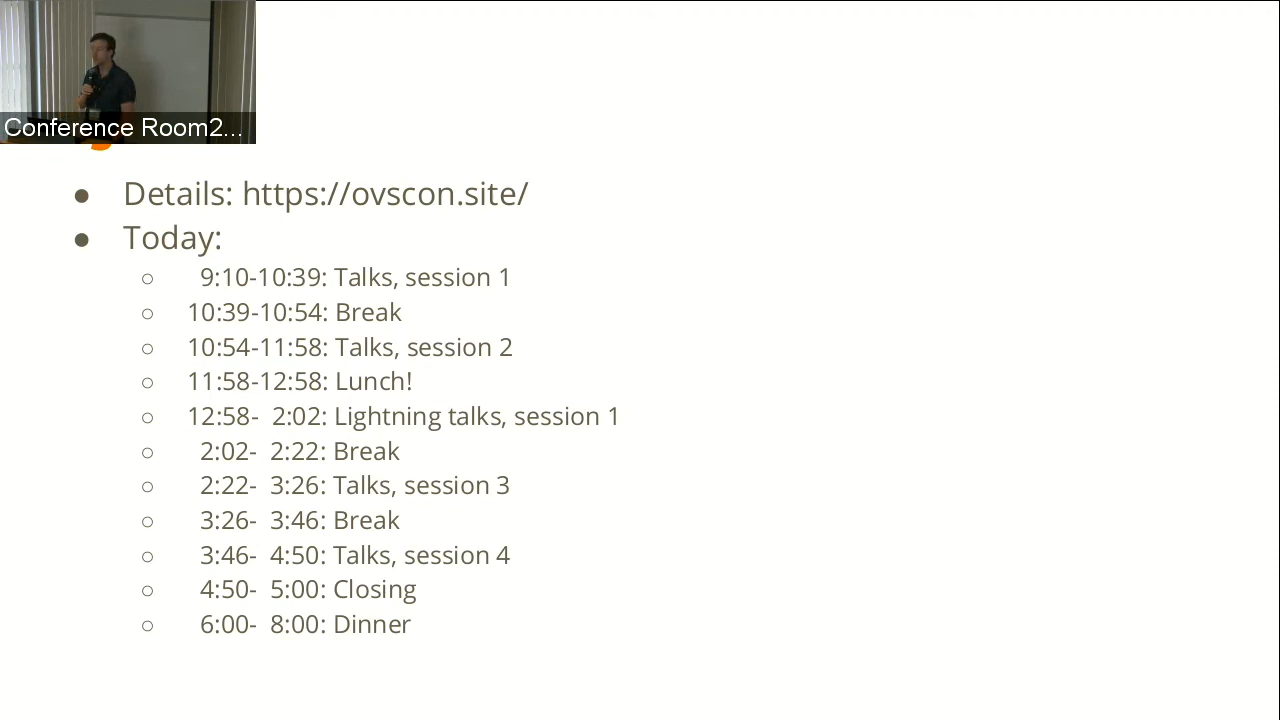 Conference Room2...
● Details: https://ovscon.site/
● Today:
○ 9:10-10:39: Talks, session 1
○ 10:39-10:54: Break
○ 10:54-11:58: Talks, session 2
○ 11:58-12:58: Lunch!
○ 12:58- 2:02: Lightning talks, session 1
○ 2:02- 2:22: Break
○ 2:22- 3:26: Talks, session 3
○ 3:26- 3:46: Break
○ 3:46- 4:50: Talks, session 4
○ 4:50- 5:00: Closing
○ 6:00- 8:00: Dinner